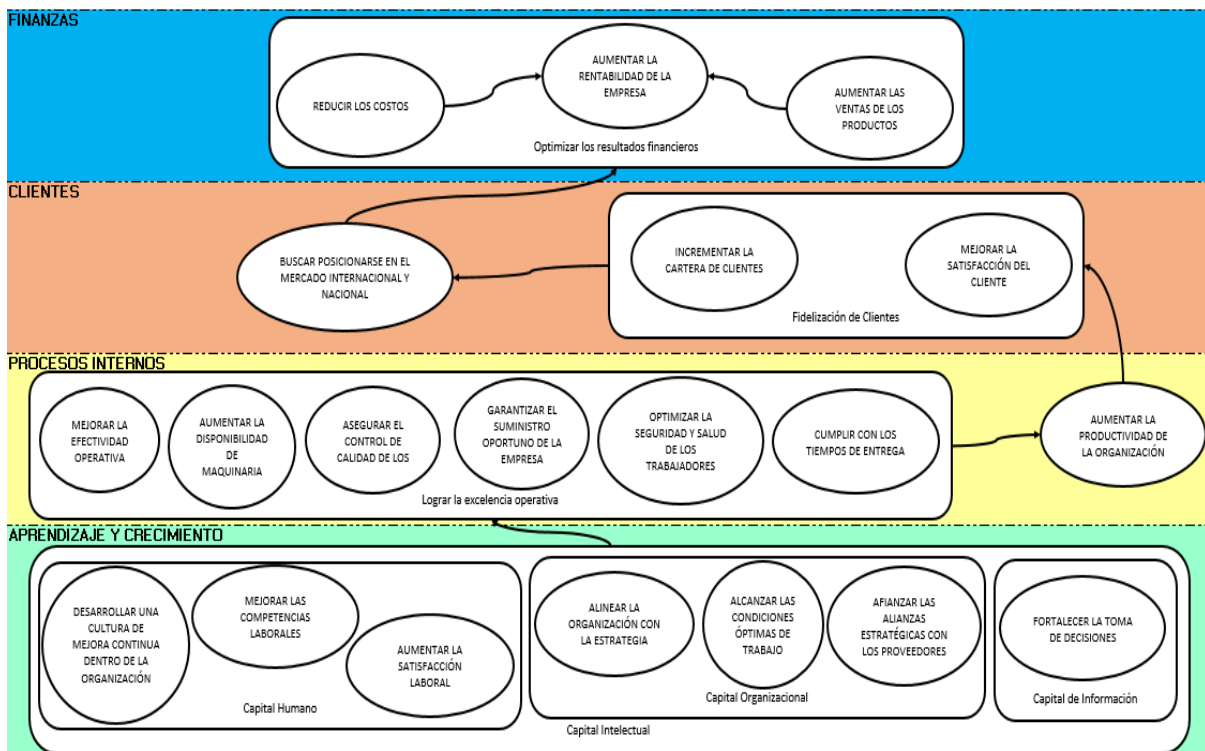 FINANZAS
REDUCIR LOS COSTOS
AUMENTAR LA
RENTABILIDAD DE LA
EMPRESA
AUMENTAR LAS
VENTAS DE LOS
PRODUCTOS
Optimizar los resultados financieros
CLIENTES
BUSCAR POSICIONARSE EN EL
MERCADO INTERNACIONAL Y
NACIONAL
INCREMENTAR LA
CARTERA DE CLIENTES
MEJORAR LA
SATISFACCIÓN DEL
CLIENTE
Fidelización de Clientes
PROCESOS INTERNOS
MEJORAR LA
EFECTIVIDAD
OPERATIVA
AUMENTAR LA
DISPONIBILIDAD
DE
MAQUINARIA
ASEGURAR EL
CONTROL DE
CALIDAD DE LOS
GARANTIZAR EL
SUMINISTRO
OPORTUNO DE LA
EMPRESA
OPTIMIZAR LA
SEGURIDAD Y SALUD
DE LOS
TRABAJADORES
CUMPLIR CON LOS
TIEMPOS DE ENTREGA
Lograr la excelencia operativa
AUMENTAR LA
PRODUCTIVIDAD DE
LA ORGANIZACIÓN
APRENDIZAJE Y CRECIMIENTO
DESARROLLAR UNA
CULTURA DE
MEJORA CONTINUA
DENTRO DE LA
ORGANIZACIÓN
MEJORAR LAS
COMPETENCIAS
LABORALES
AUMENTAR LA
SATISFACCIÓN
LABORAL
Capital Humano
ALINEAR LA
ORGANIZACIÓN CON
LA ESTRATEGIA
ALCANZAR LAS
CONDICIONES
ÓPTIMAS DE
TRABAJO
AFIANZAR LAS
ALIANZAS
ESTRATÉGICAS CON
LOS PROVEEDORES
Capital Organizacional
FORTALECER LA TOMA
DE DECISIONES
Capital de Información
Capital Intelectual